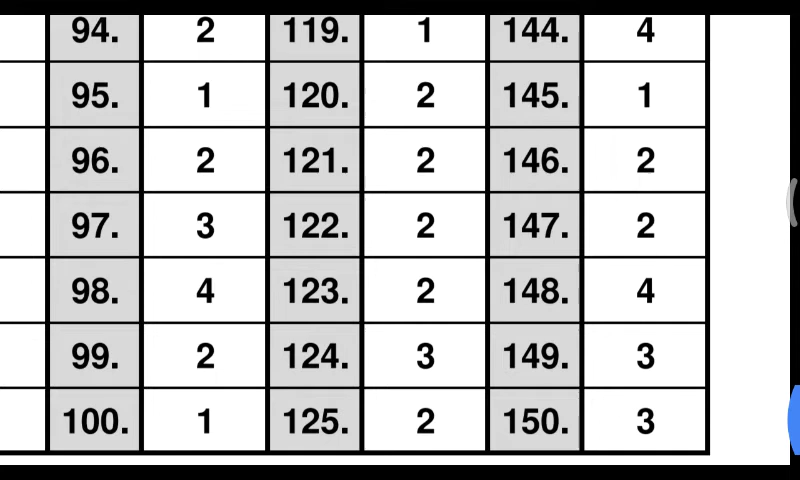 94. 2 119. 1 144. 4
95. 1 120. 2 145. 1
96. 2 121. 2 146. 2
97. 3 122. 2 147. 2
98. 4 123. 2 148. 4
99. 2 124. 3 149. 3
100. 1 125. 2 150. 3